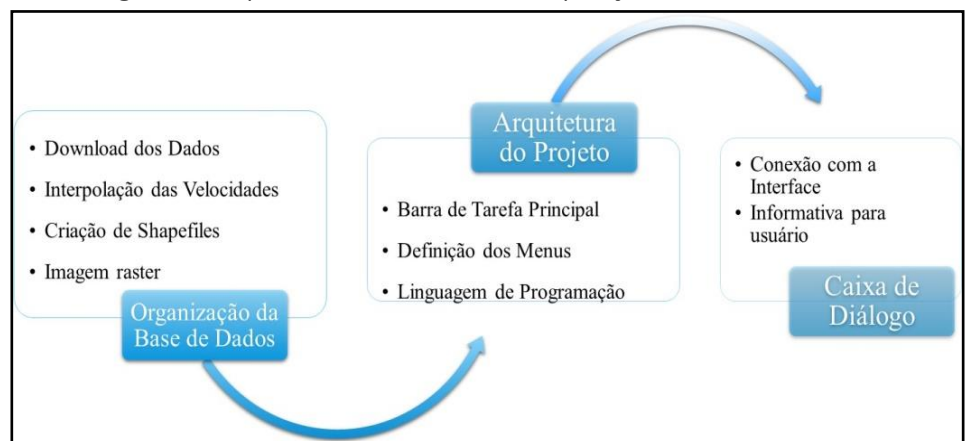 • Download dos Dados
• Interpolação das Velocidades
• Criação de Shapefiles
• Imagem raster
Organização da
Base de Dados
Arquitetura
do Projeto
• Barra de Tarefa Principal
• Definição dos Menus
• Linguagem de Programação
• Conexão com a
Interface
• Informativa para
usuário
Caixa de
Diálogo